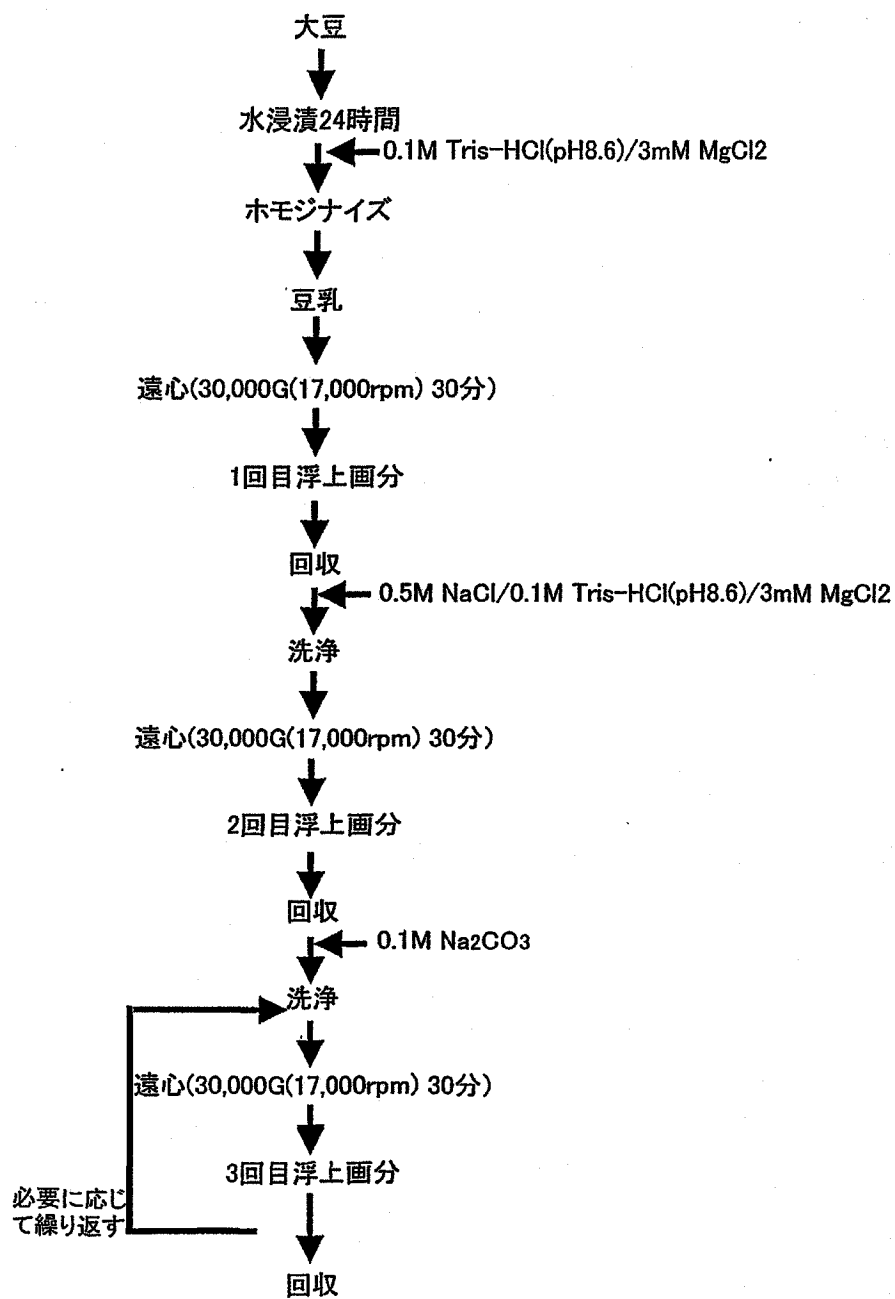 大豆
水浸漬24時間
0.1M Tris-HCl(pH8.6)/3mM MgCl2
ホモジナイズ
豆乳
遠心(30,000G(17,000rpm) 30分)
1回目浮上画分
回収
0.5M NaCl/0.1M Tris-HCl(pH8.6)/3mM MgCl2
洗浄
遠心(30,000G(17,000rpm) 30分)
2回目浮上画分
回収
0.1M Na2CO3
洗浄
遠心(30,000G(17,000rpm) 30分)
3回目浮上画分
必要に応じ
て繰り返す
回収